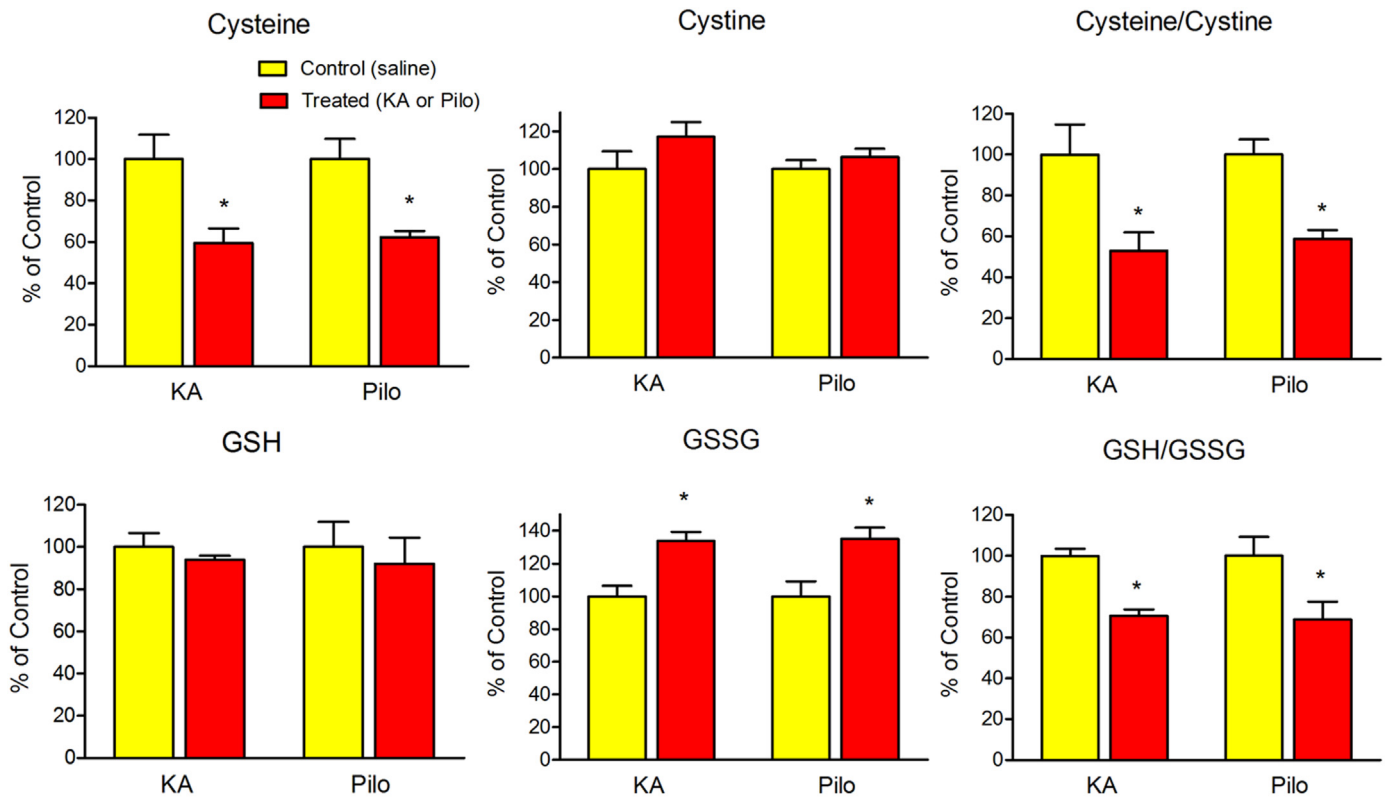 Cysteine
Control (saline)
Treated (KA or Pilo)
% of Control
120
100
80
60
40
20
0
*
*
KA
Pilo
Cystine
% of Control
120
100
80
60
40
20
0
KA
Pilo
Cysteine/Cystine
% of Control
120
100
80
60
40
20
0
*
*
KA
Pilo
GSH
% of Control
120
100
80
60
40
20
0
KA
Pilo
GSSG
% of Control
140
120
100
80
60
40
20
0
*
*
KA
Pilo
GSH/GSSG
% of Control
120
100
80
60
40
20
0
*
*
KA
Pilo